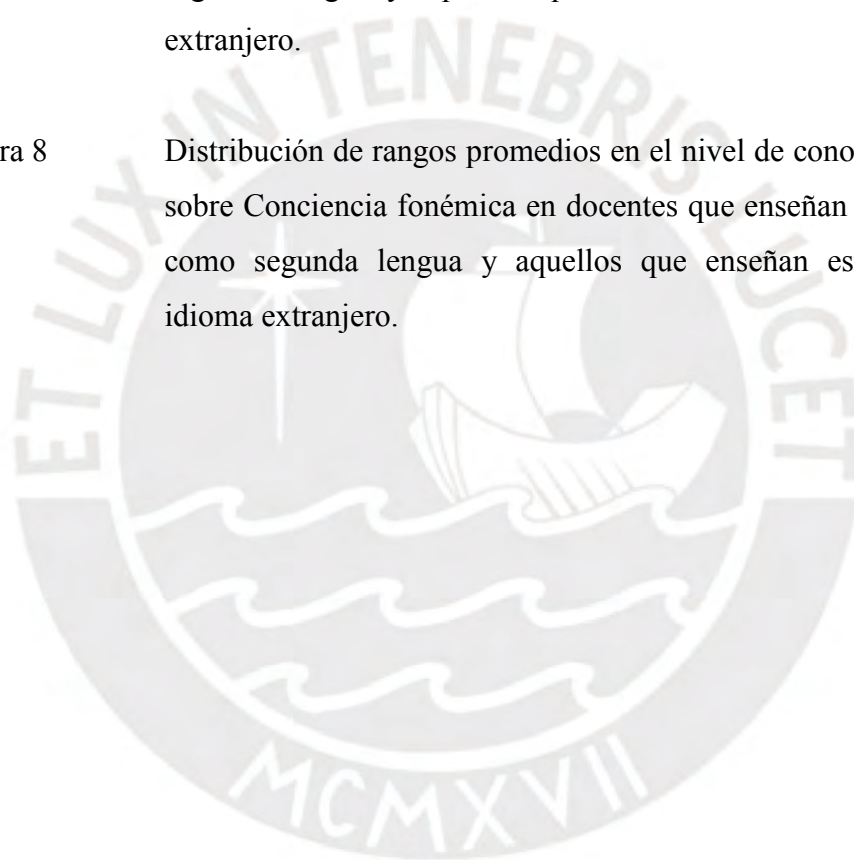 extranjero.
ra 8 Distribución de rangos promedios en el nivel de cono
sobre Conciencia fonémica en docentes que enseñan
como segunda lengua y aquellos que enseñan es
idioma extranjero.
ET LUX IN TENEBRIS LUCET
MCMXVII